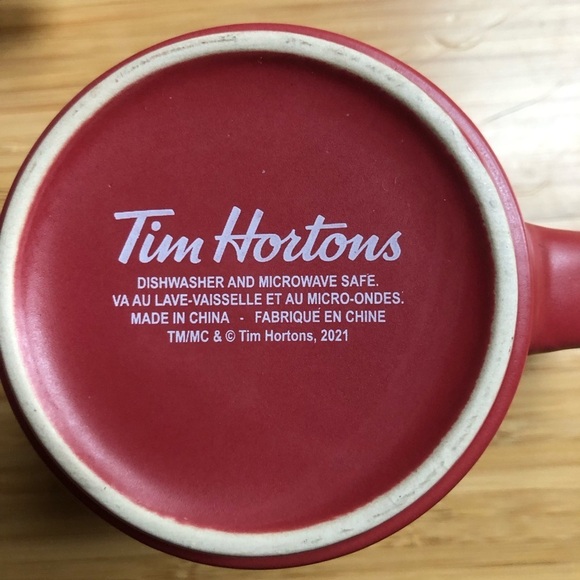 Tim Hortons
DISHWASHER AND MICROWAVE SAFE.
VA AU LAVE-VAISSELLE ET AU MICRO-ONDES.
MADE IN CHINA - FABRIQUE EN CHINE
TM/MC & © Tim Hortons, 2021